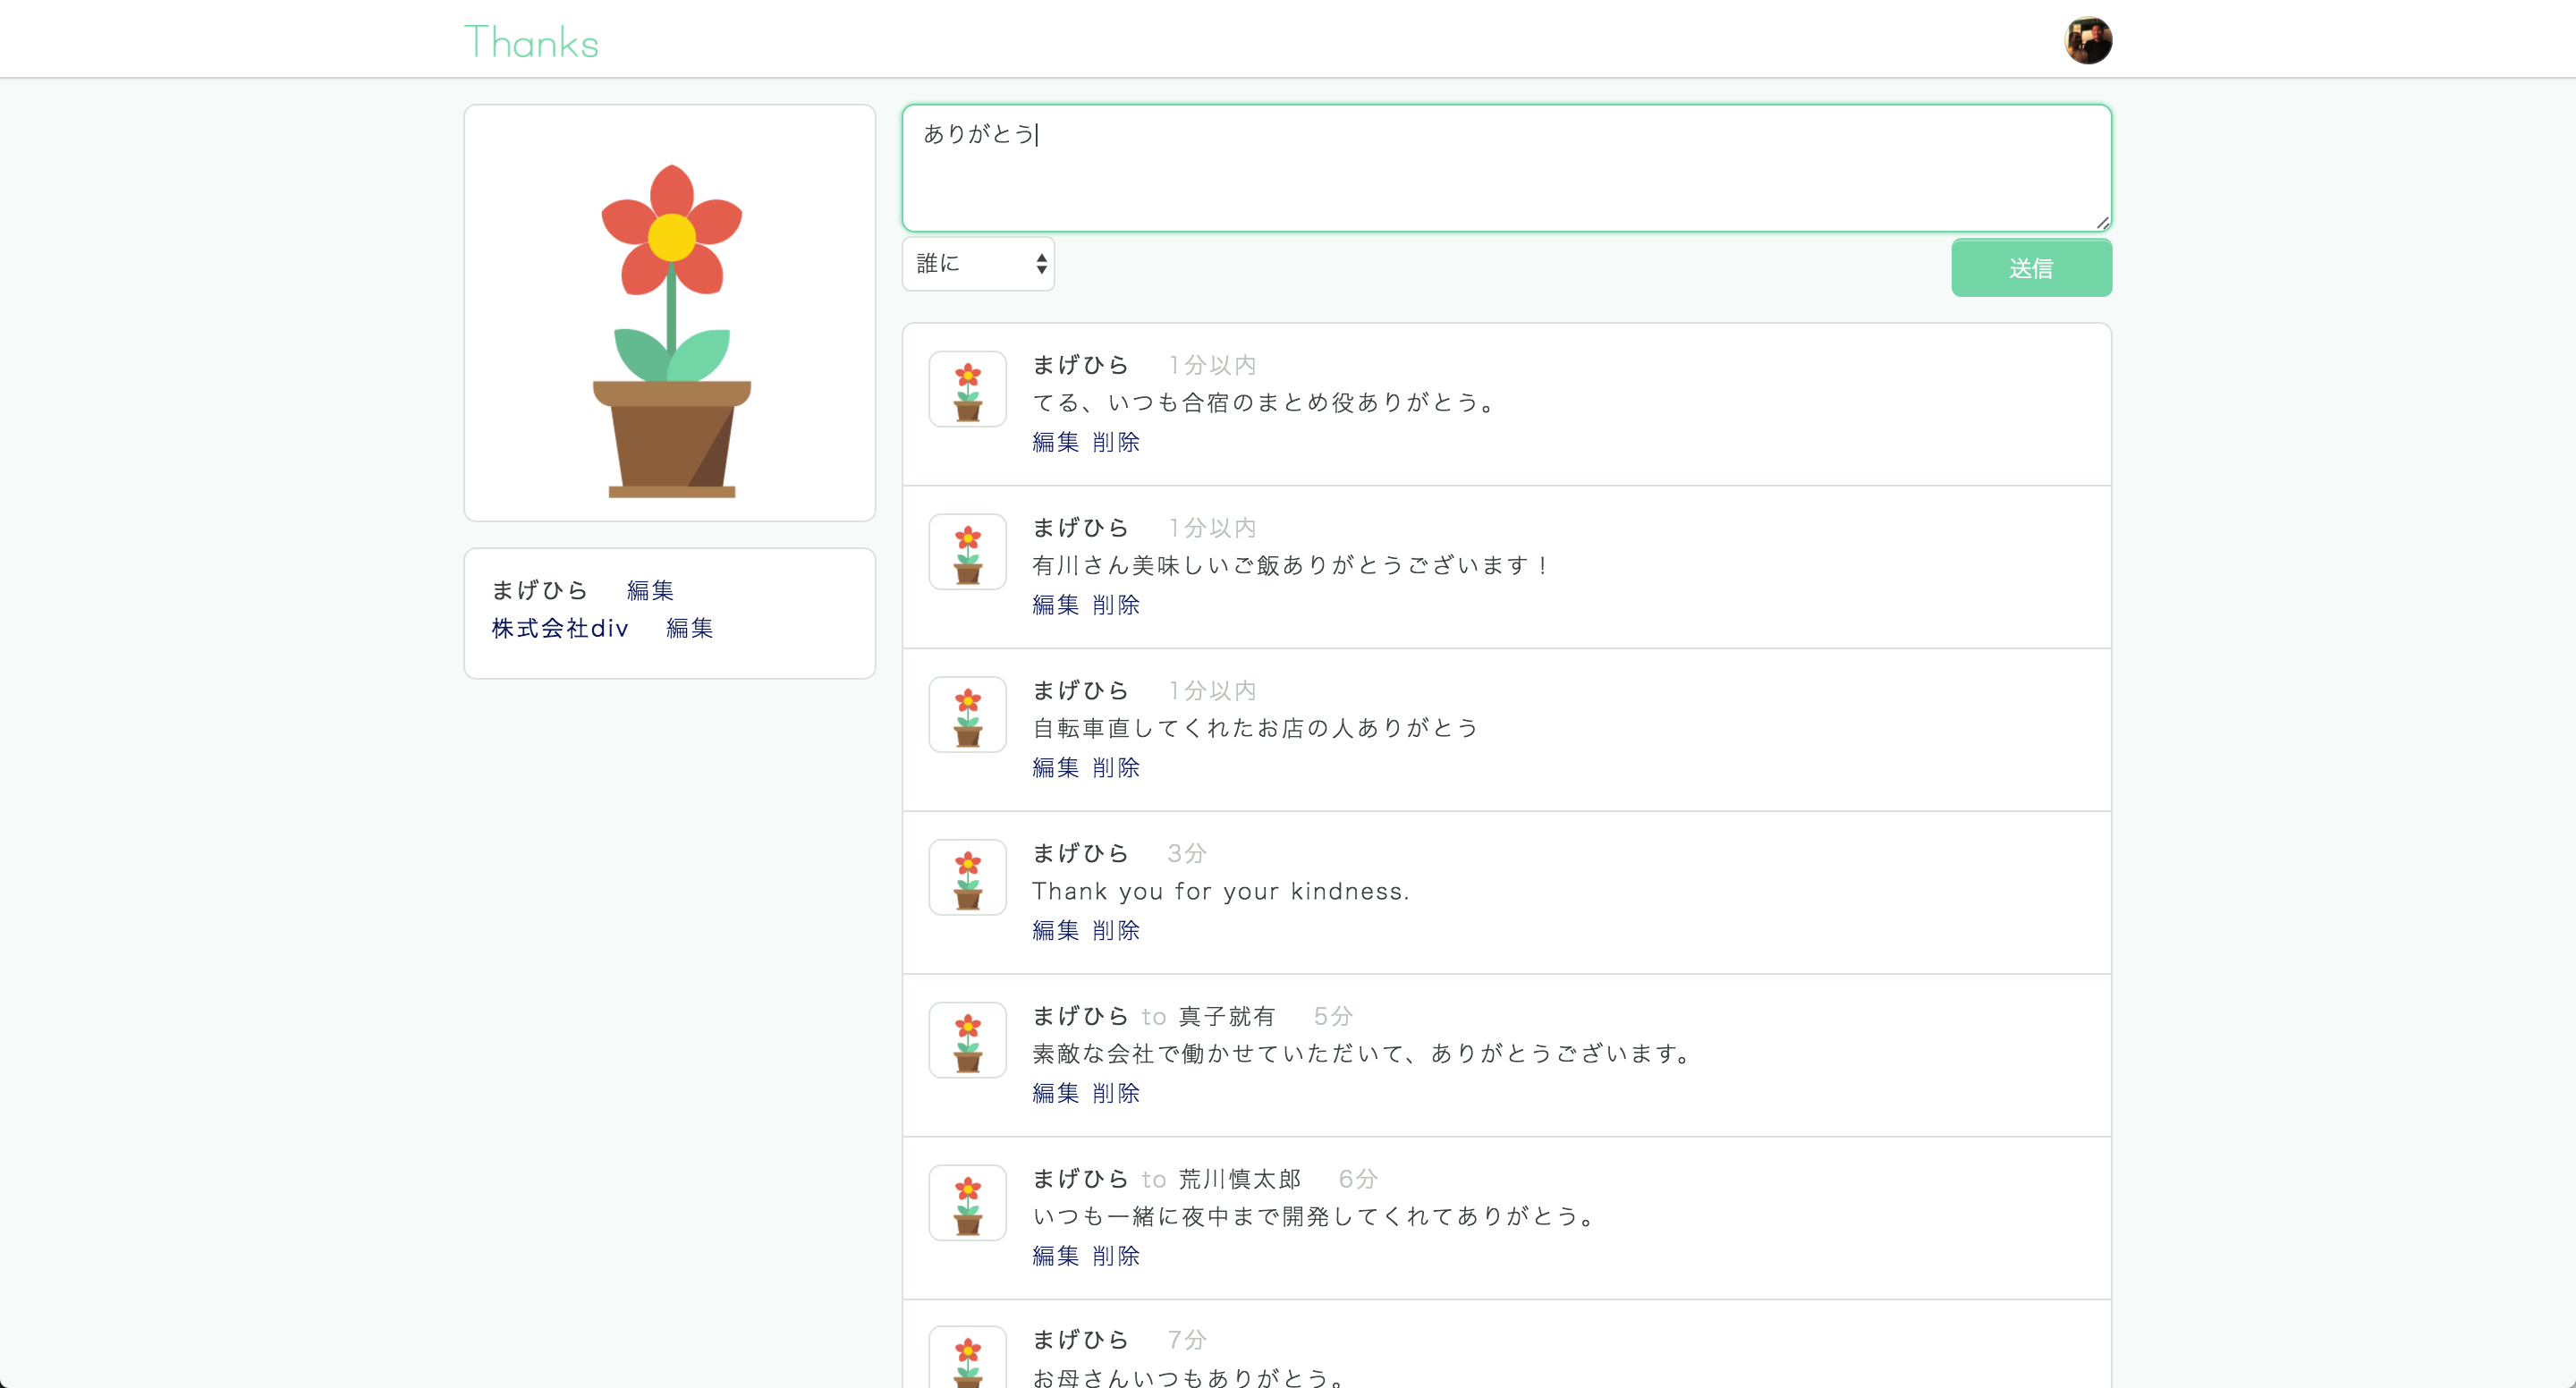 Thanks
ありがとう
誰に
送信
まげひら 編集
株式会社div 編集
まげひら 1分以内
てる、いつも合宿のまとめ役ありがとう。
編集 削除
まげひら 1分以内
有川さん美味しいご飯ありがとうございます！
編集 削除
まげひら 1分以内
自転車直してくれたお店の人ありがとう
編集 削除
まげひら 3分
Thank you for your kindness.
編集 削除
まげひら to 真子就有 5分
素敵な会社で働かせていただいて、ありがとうございます。
編集 削除
まげひら to 荒川慎太郎 6分
いつも一緒に夜中まで開発してくれてありがとう。
編集 削除
まげひら 7分
お母さんいつもありがとう。